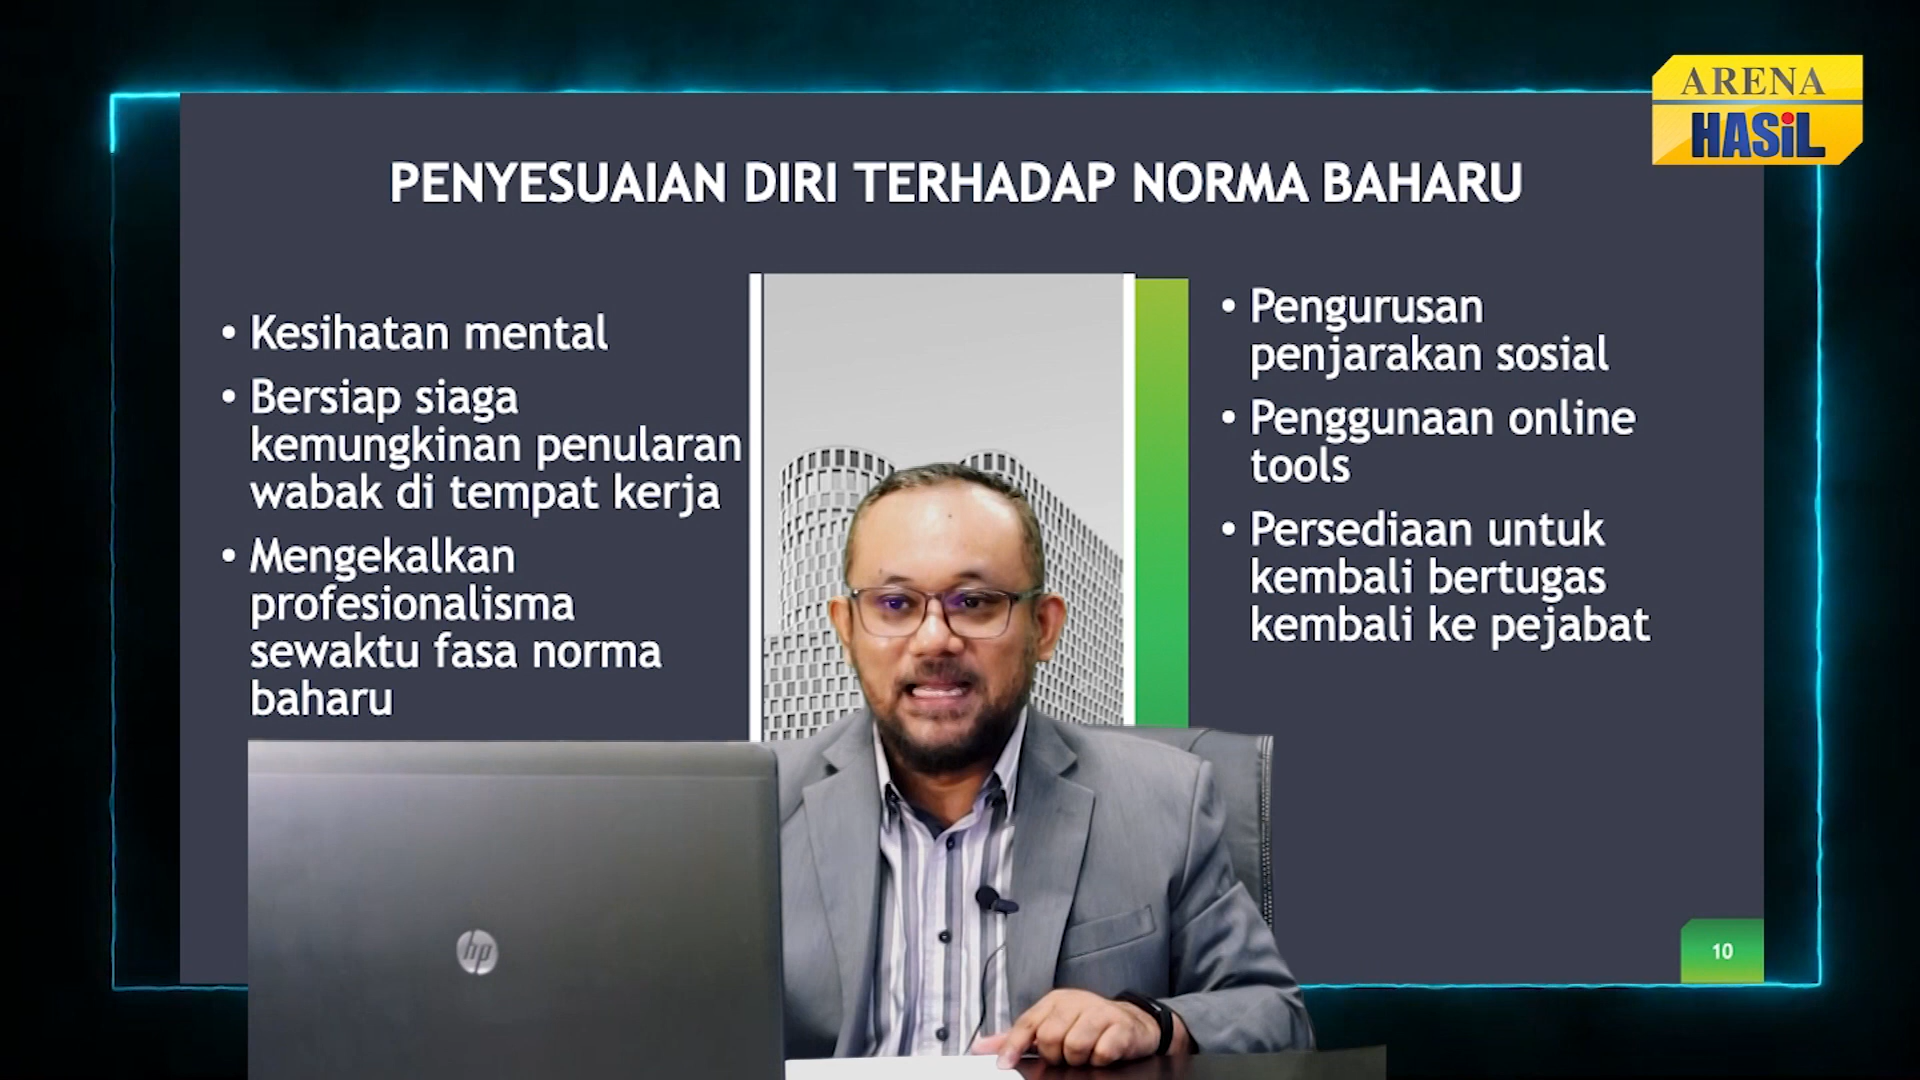 ARENA
HASiL
PENYESUAIAN DIRI TERHADAP NORMA BAHARU
• Kesihatan mental
• Bersiap siaga
kemungkinan penularan
wabak di tempat kerja
• Mengekalkan
profesionalisma
sewaktu fasa norma
baharu
• Pengurusan
penjarakan sosial
• Penggunaan online
tools
• Persediaan untuk
kembali bertugas
kembali ke pejabat
hp
10